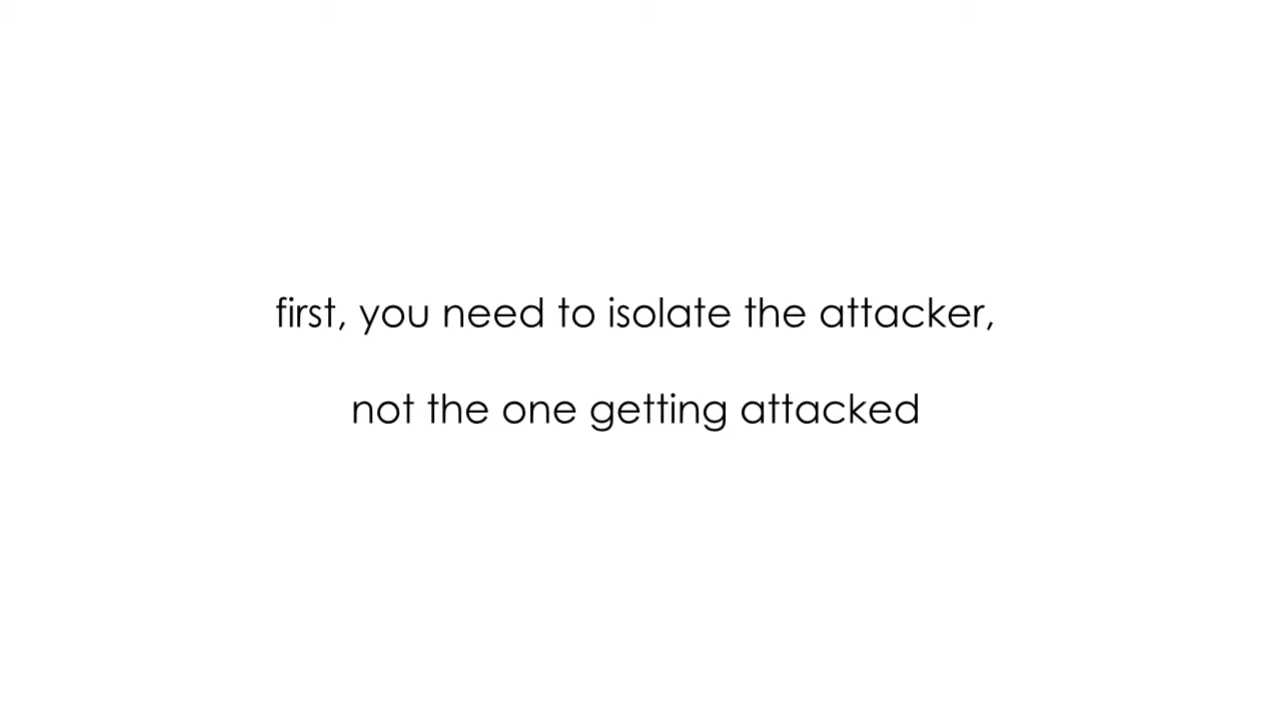 first, you need to isolate the attacker,
not the one getting attacked